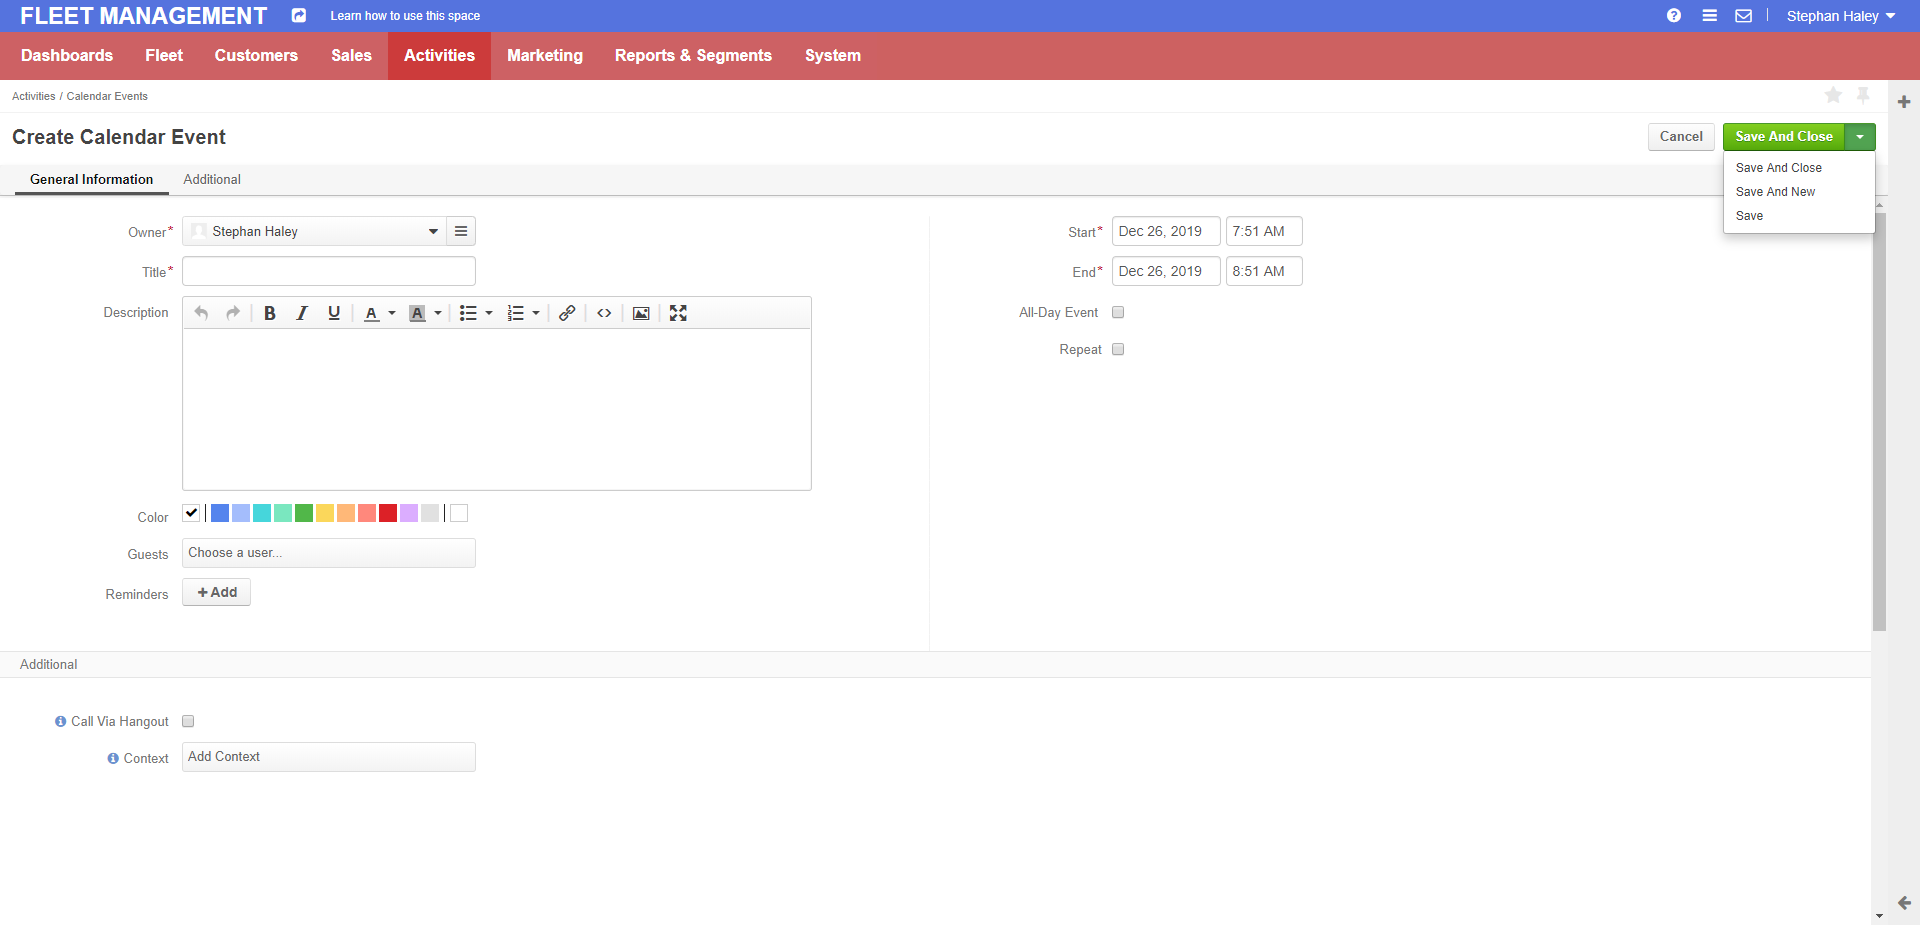 FLEET MANAGEMENT Learn how to use this space Stephan Haley
Dashboards Fleet Customers Sales Activities Marketing Reports & Segments System
Activities / Calendar Events
Create Calendar Event
Cancel Save And Close
Save And Close
Save And New
Save
General Information Additional
Owner* Stephan Haley
Title*
Description
B I U A A
Color
Guests Choose a user...
Reminders + Add
Start* Dec 26, 2019 7:51 AM
End* Dec 26, 2019 8:51 AM
All-Day Event
Repeat
Additional
Call Via Hangout
Context Add Context